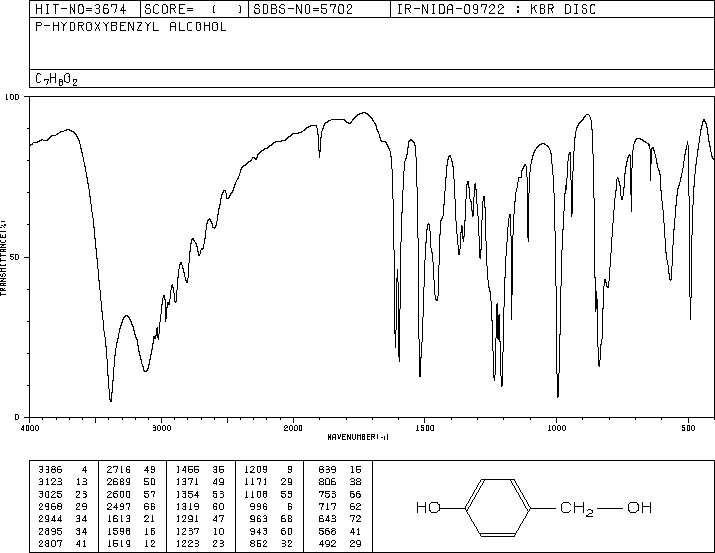 HIT-NO=3674 SCORE= ( ) SDBS-NO=5702 IR-NIDA-09722 : KBR DISC
P-HYDROXYBENZYL ALCOHOL
C7H8O2
100
TRANSMITTANCE(%)
50
0
4000 3000 2000 1500 1000 500
WAVENUMBER(-1)
3386 4 2716 49 1466 35 1209 9 839 15
3123 13 2689 50 1371 49 1171 29 806 38
3025 23 2600 57 1354 53 1108 53 753 66
2968 29 2497 66 1319 60 996 6 717 62
2944 34 1613 21 1291 47 963 68 643 72
2895 34 1598 16 1237 10 943 60 568 41
2807 41 1519 12 1223 23 852 32 492 29
HO CH2 OH